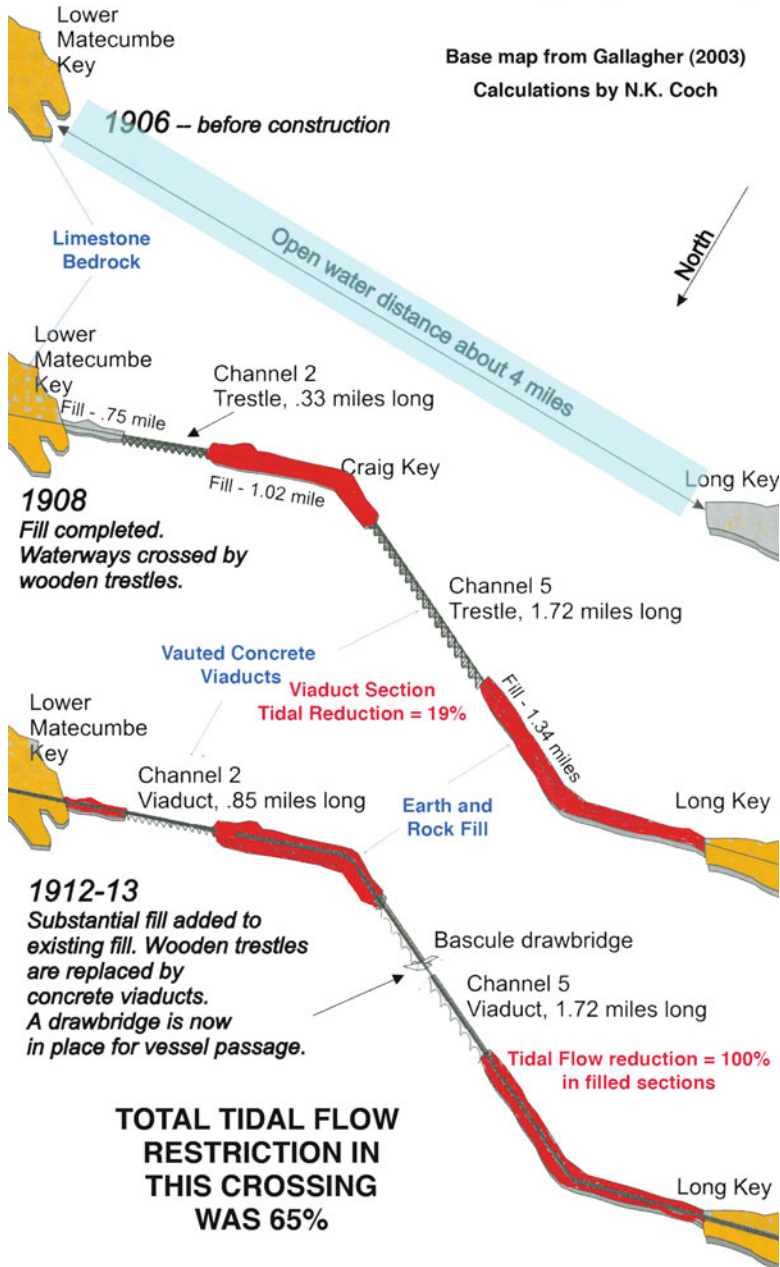 Lower
Matecumbe
Key
Base map from Gallagher (2003)
Calculations by N.K. Coch
1906 -- before construction
North
Limestone
Bedrock
Open water distance about 4 miles
Lower
Matecumbe
Key
Channel 2
Trestle, .33 miles long
Fill - .75 mile
Craig Key
Long Key
Fill - 1.02 mile
1908
Fill completed.
Waterways crossed by
wooden trestles.
Channel 5
Trestle, 1.72 miles long
Vauted Concrete
Viaducts
Viaduct Section
Tidal Reduction = 19%
Fill - 1.34 miles
Lower
Matecumbe
Key
Channel 2
Viaduct, .85 miles long
Earth and
Rock Fill
Long Key
1912-13
Substantial fill added to
existing fill. Wooden trestles
are replaced by
concrete viaducts.
A drawbridge is now
in place for vessel passage.
Bascule drawbridge
Channel 5
Viaduct, 1.72 miles long
Tidal Flow reduction = 100%
in filled sections
TOTAL TIDAL FLOW
RESTRICTION IN
THIS CROSSING
WAS 65%
Long Key